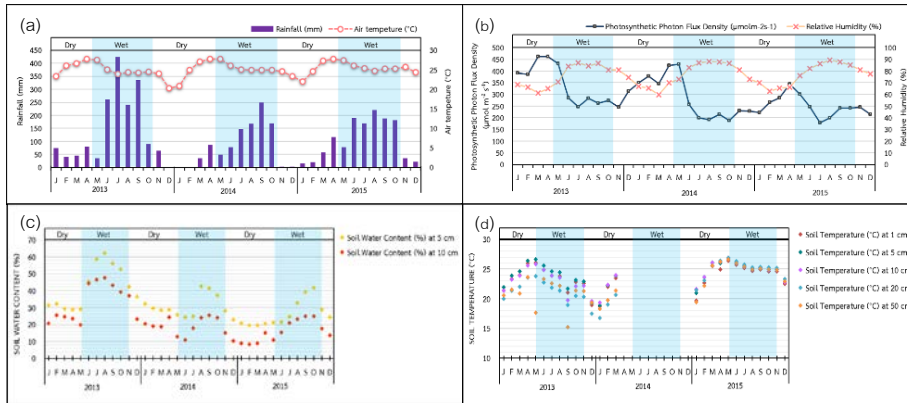 (a)
Rainfall (mm) Air tempeture (°C)
Dry Wet Dry Wet Dry Wet
Rainfall (mm)
450
400
350
300
250
200
150
100
50
0
30
25
20
15
10
5
0
Air tempeture (°C)
J F M A M J J A S O N D J F M A M J J A S O N D J F M A M J J A S O N D
2013 2014 2015
(b)
Photosynthetic Photon Flux Density (µmolm-2s-1) Relative Humidity (%)
Dry Wet Dry Wet Dry Wet
Photosynthetic Photon Flux Density
(µmol m-2 s-1)
500
450
400
350
300
250
200
150
100
50
0
100
90
80
70
60
50
40
30
20
10
0
Relative Humidity (%)
J F M A M J J A S O N D J F M A M J J A S O N D J F M A M J J A S O N D
2013 2014 2015
(c)
Dry Wet Dry Wet Dry Wet
SOIL WATER CONTENT (%)
70
60
50
40
30
20
10
0
J F M A M J J A S O N D J F M A M J J A S O N D J F M A M J J A S O N D
2013 2014 2015
Soil Water Content (%) at 5 cm
Soil Water Content (%) at 10 cm
(d)
Dry Wet Dry Wet Dry Wet
SOIL TEMPERATURE (°C)
30
25
20
15
10
J F M A M J J A S O N D J F M A M J J A S O N D J F M A M J J A S O N D
2013 2014 2015
Soil Temperature (°C) at 1 cm
Soil Temperature (°C) at 5 cm
Soil Temperature (°C) at 10 cm
Soil Temperature (°C) at 20 cm
Soil Temperature (°C) at 50 cm